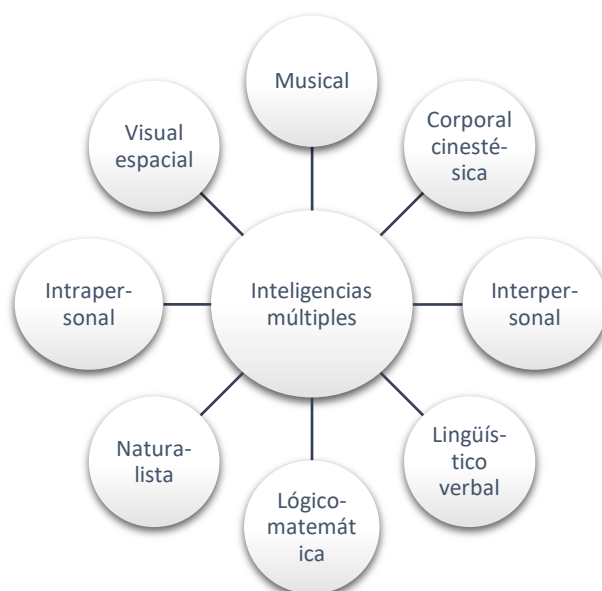 Musical
Visual
espacial
Corporal
cinesté-
sica
Intraper-
sonal
Inteligencias
múltiples
Interper-
sonal
Natura-
lista
Lingüís-
tico
verbal
Lógico-
matemát
ica